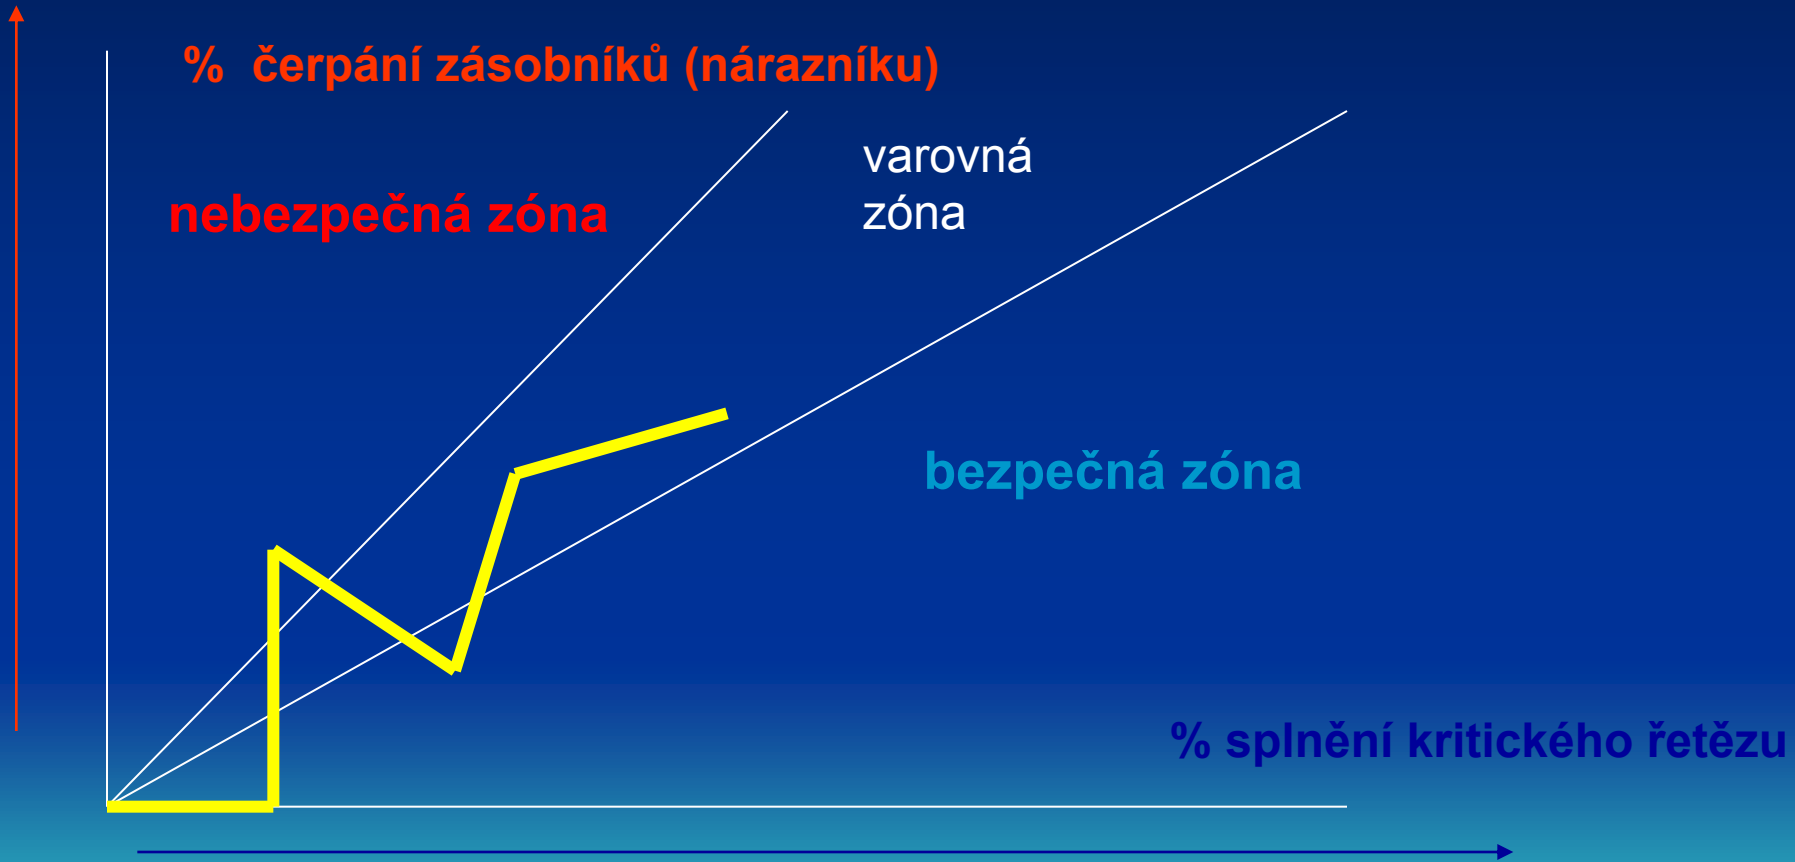 % čerpání zásobníků (nárazníku)
varovná
zóna
nebezpečná zóna
bezpečná zóna
% splnění kritického řetězu